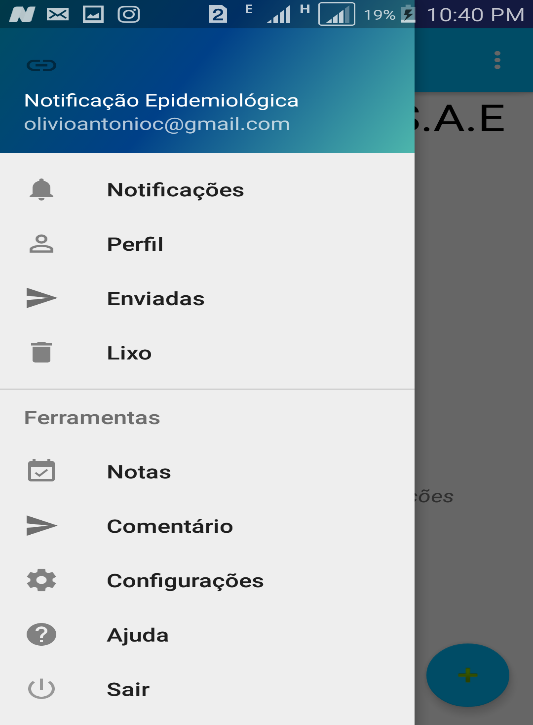 2 E H 19% 10:40 PM
S.A.E
Notificação Epidemiológica
olivioantonioc@gmail.com
Notificações
Perfil
Enviadas
Lixo
Ferramentas
Notas
Comentário
Configurações
Ajuda
Sair